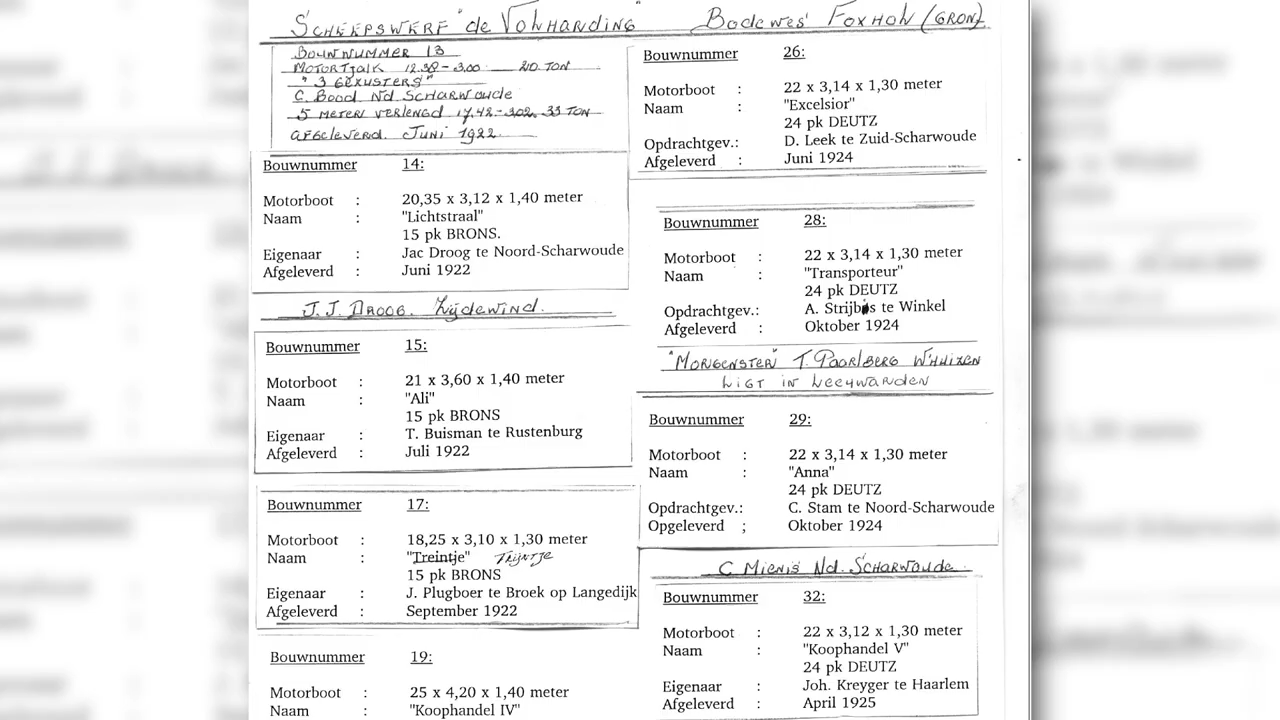 SCHEEPSWERF "de Volharding" Bodewes' Foxhol (GRON).
BOUWNUMMER 13
MOTORTJALK 12.38-3.00 20 TON
"3 GEZUSTERS"
C. Bood Nd. SCHARWOUDE
5 METER VERLENGD 17,42-302 33 TON
AFGELEVERD. JUNI 1922.
Bouwnummer 14:
Motorboot : 20,35 x 3,12 x 1,40 meter
Naam : "Lichtstraal"
15 pk BRONS.
Eigenaar : Jac Droog te Noord-Scharwoude
Afgeleverd : Juni 1922
J.J. DROOG. Zijdewind.
Bouwnummer 15:
Motorboot : 21 x 3,60 x 1,40 meter
Naam : "Ali"
15 pk BRONS
Eigenaar : T. Buisman te Rustenburg
Afgeleverd : Juli 1922
Bouwnummer 17:
Motorboot : 18,25 x 3,10 x 1,30 meter
Naam : "Treintje" TRIJNTJE
15 pk BRONS
Eigenaar : J. Plugboer te Broek op Langedijk
Afgeleverd : September 1922
Bouwnummer 19:
Motorboot : 25 x 4,20 x 1,40 meter
Naam : "Koophandel IV"
Bouwnummer 26:
Motorboot : 22 x 3,14 x 1,30 meter
Naam : "Excelsior"
24 pk DEUTZ
Opdrachtgev.: D. Leek te Zuid-Scharwoude
Afgeleverd : Juni 1924
Bouwnummer 28:
Motorboot : 22 x 3,14 x 1,30 meter
Naam : "Transporteur"
24 pk DEUTZ
Opdrachtgev.: A. Strijbis te Winkel
Afgeleverd : Oktober 1924
"MORGENSTER" T. PAARLBERG
LIGT IN LEEUWARDEN
Bouwnummer 29:
Motorboot : 22 x 3,14 x 1,30 meter
Naam : "Anna"
24 pk DEUTZ
Opdrachtgev.: C. Stam te Noord-Scharwoude
Opgeleverd ; Oktober 1924
C Mienis Nd. SCHARWOUDE.
Bouwnummer 32:
Motorboot : 22 x 3,12 x 1,30 meter
Naam : "Koophandel V"
24 pk DEUTZ
Eigenaar : Joh. Kreyger te Haarlem
Afgeleverd : April 1925